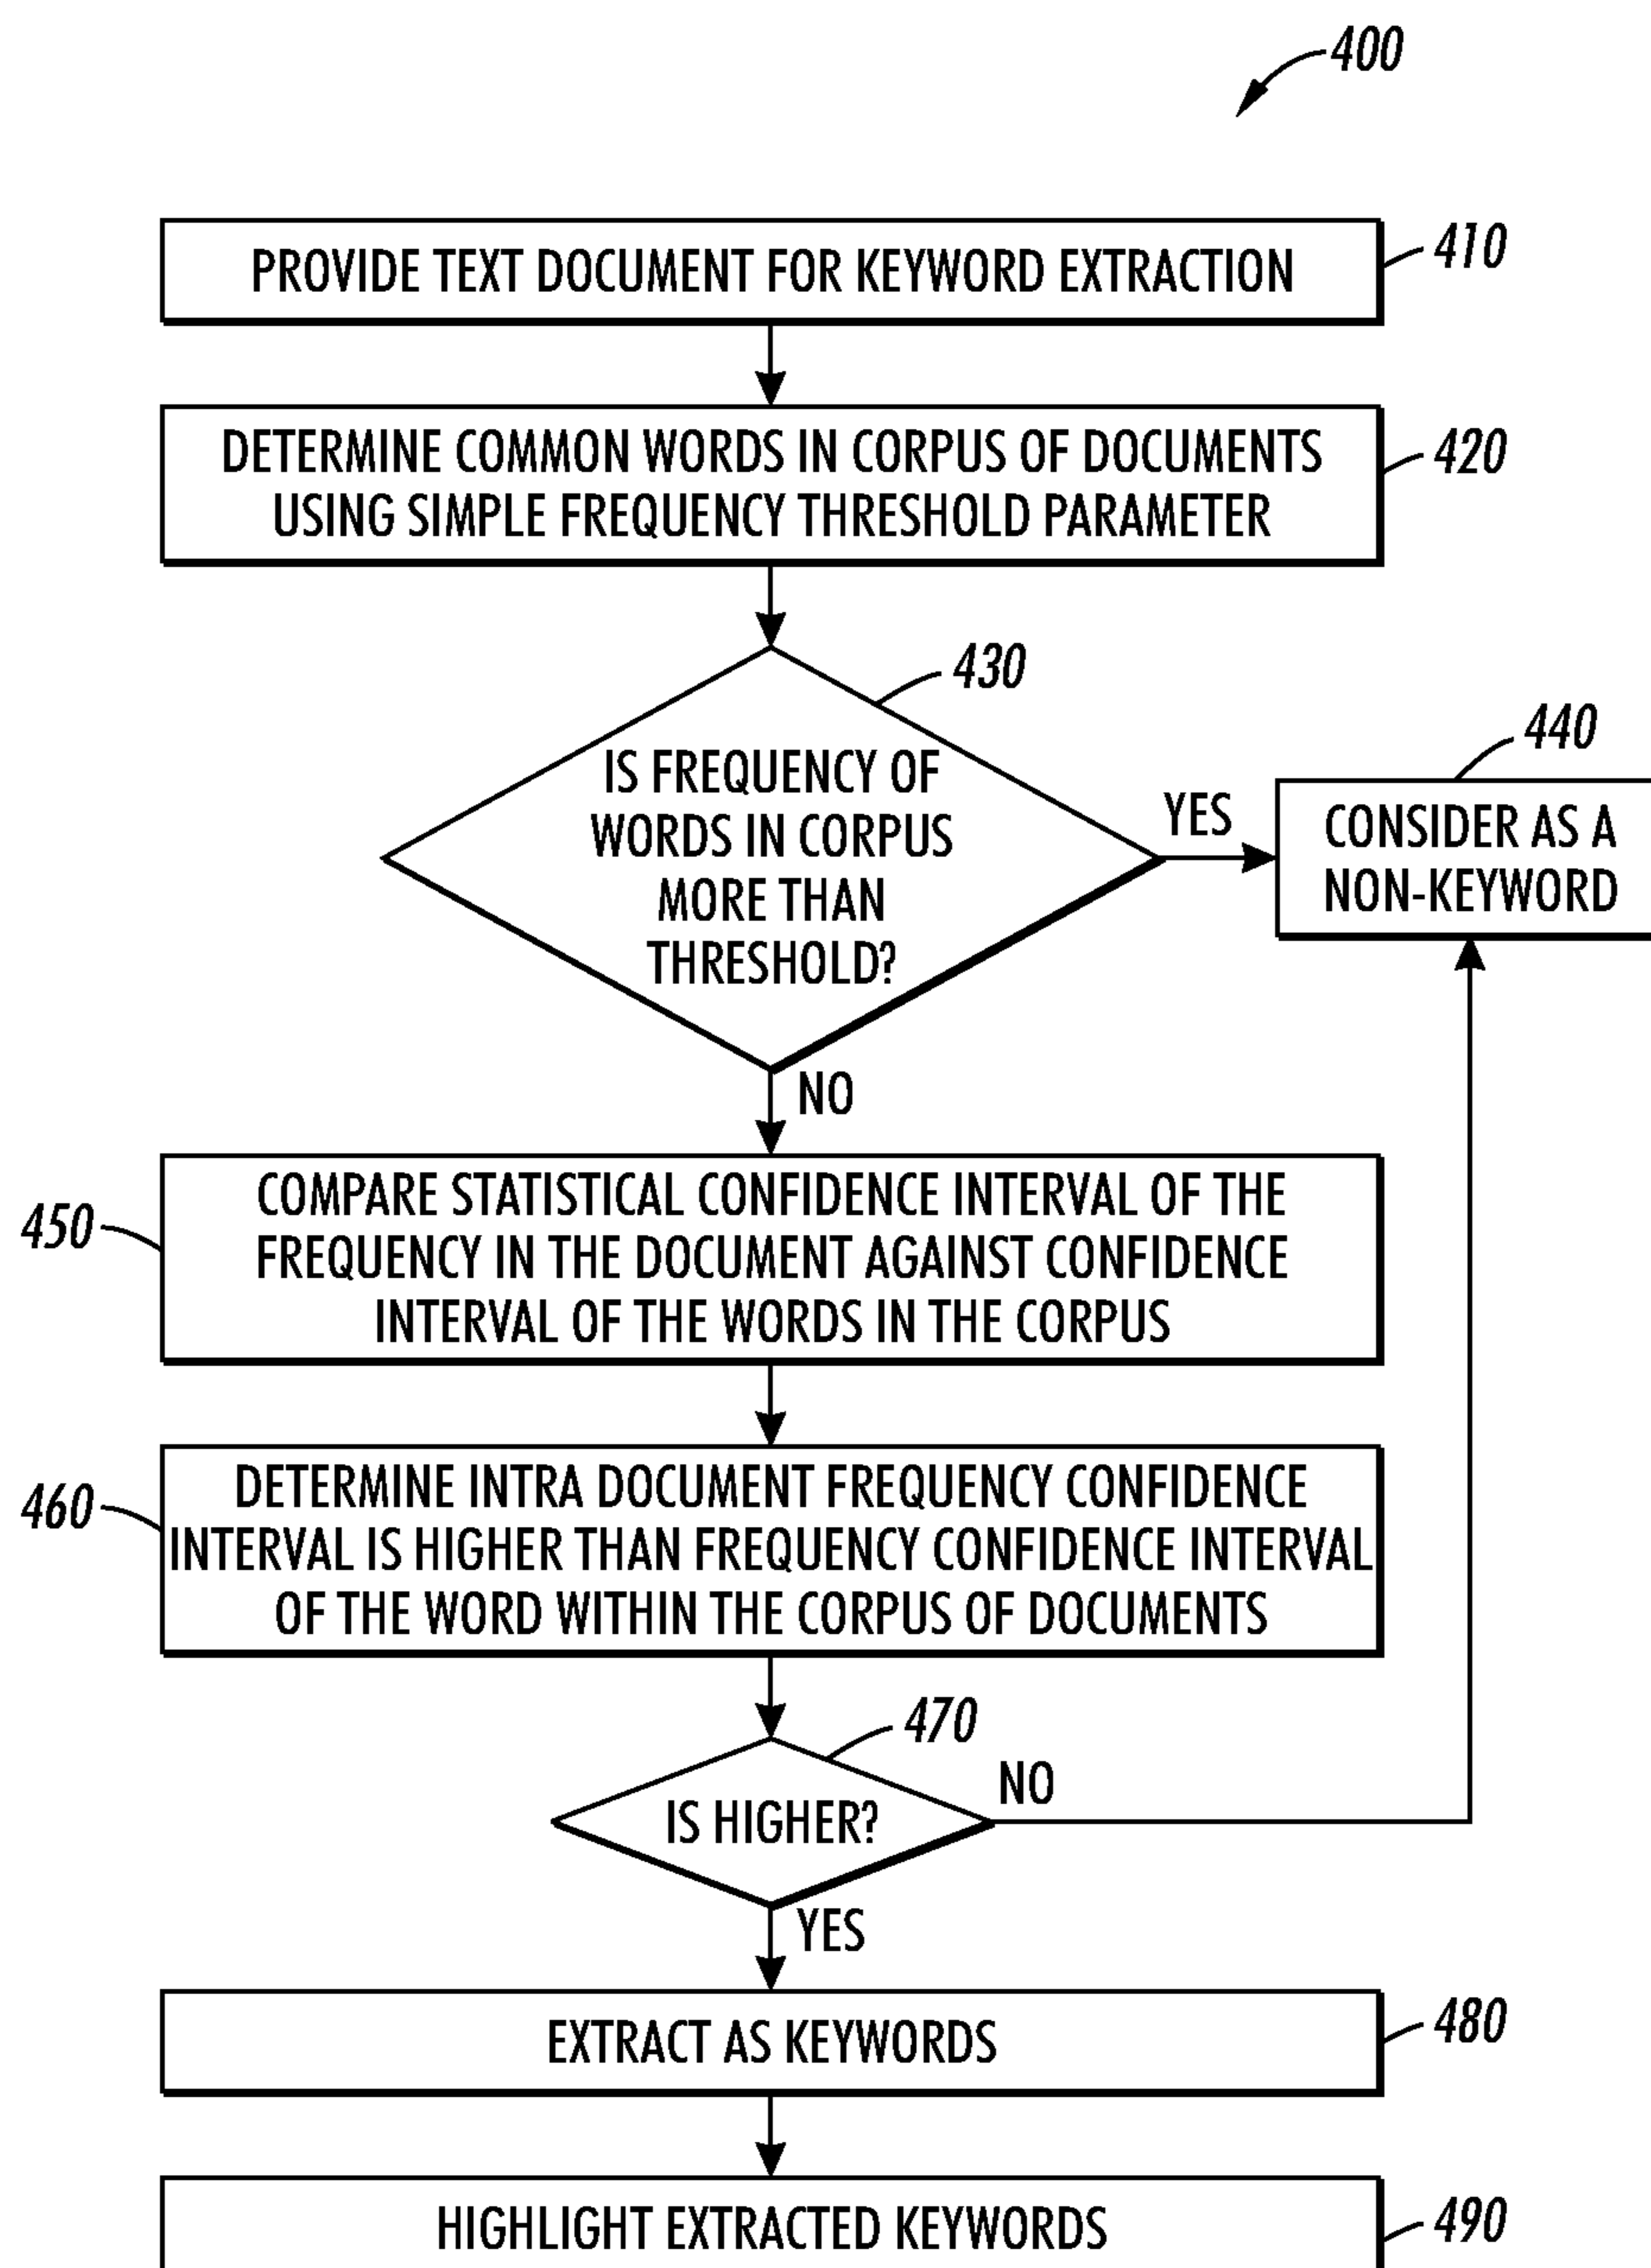 400
PROVIDE TEXT DOCUMENT FOR KEYWORD EXTRACTION
410
DETERMINE COMMON WORDS IN CORPUS OF DOCUMENTS
USING SIMPLE FREQUENCY THRESHOLD PARAMETER
420
430
IS FREQUENCY OF
WORDS IN CORPUS
MORE THAN
THRESHOLD?
YES
440
CONSIDER AS A
NON-KEYWORD
NO
450
COMPARE STATISTICAL CONFIDENCE INTERVAL OF THE
FREQUENCY IN THE DOCUMENT AGAINST CONFIDENCE
INTERVAL OF THE WORDS IN THE CORPUS
460
DETERMINE INTRA DOCUMENT FREQUENCY CONFIDENCE
INTERVAL IS HIGHER THAN FREQUENCY CONFIDENCE INTERVAL
OF THE WORD WITHIN THE CORPUS OF DOCUMENTS
470
IS HIGHER?
NO
YES
EXTRACT AS KEYWORDS
480
HIGHLIGHT EXTRACTED KEYWORDS
490